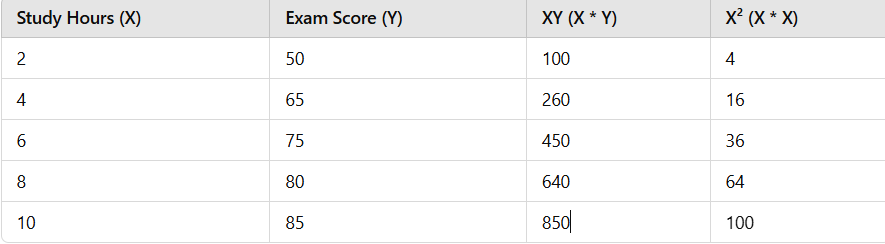 Study Hours (X) Exam Score (Y) XY (X * Y) X² (X * X)
2 50 100 4
4 65 260 16
6 75 450 36
8 80 640 64
10 85 850 100